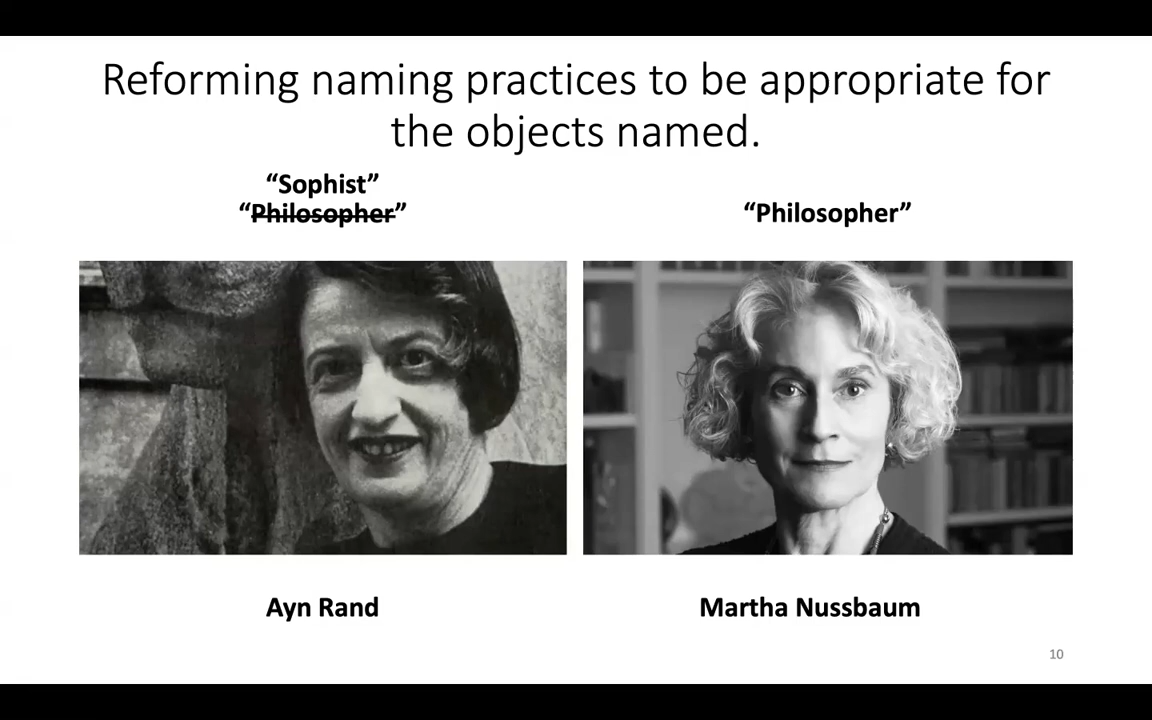 Reforming naming practices to be appropriate for
the objects named.
“Sophist”
“Philosopher”
“Philosopher”
Ayn Rand
Martha Nussbaum
10